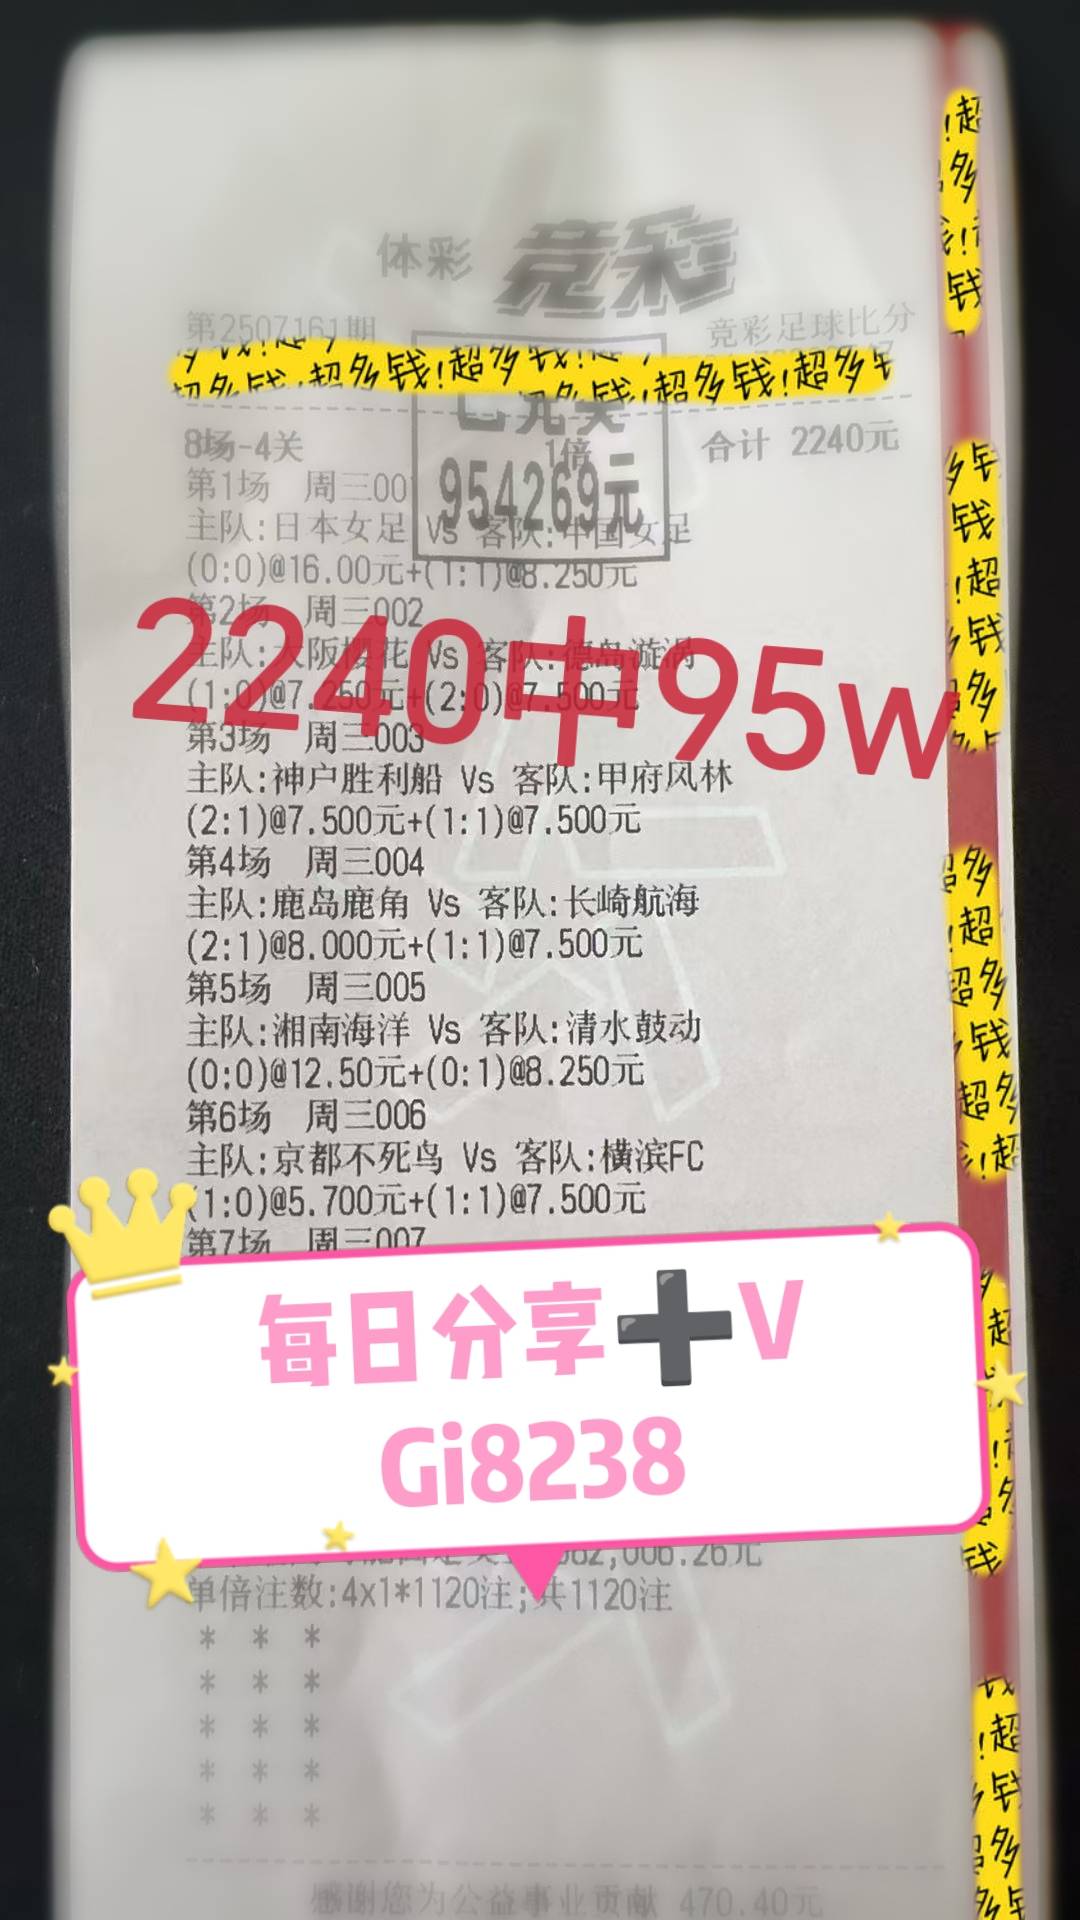 体彩 竞彩
第2507161期 竞彩足球比分
多钱!超多钱!超多钱!超多
已兑奖
8场-4关 1倍 合计 2240元
954269元
第1场 周三00
主队:日本女足 Vs 客队:中国女足
(0:0)@16.00元+(1:1)@8.250元
第2场 周三002
主队:大阪樱花 Vs 客队:德岛漩涡
(1:0)@7.250元+(2:0)@7.500元
2240中95w
第3场 周三003
主队:神户胜利船 Vs 客队:甲府风林
(2:1)@7.500元+(1:1)@7.500元
第4场 周三004
主队:鹿岛鹿角 Vs 客队:长崎航海
(2:1)@8.000元+(1:1)@7.500元
第5场 周三005
主队:湘南海洋 Vs 客队:清水鼓动
(0:0)@12.50元+(0:1)@8.250元
第6场 周三006
主队:京都不死鸟 Vs 客队:横滨FC
(1:0)@5.700元+(1:1)@7.500元
第7场 周三007
每日分享➕V
Gi8238
单倍注数:4x1*1120注;共1120注
* * *
* * *
* * *
* * *
* * *
感谢您为公益事业贡献 470.40元